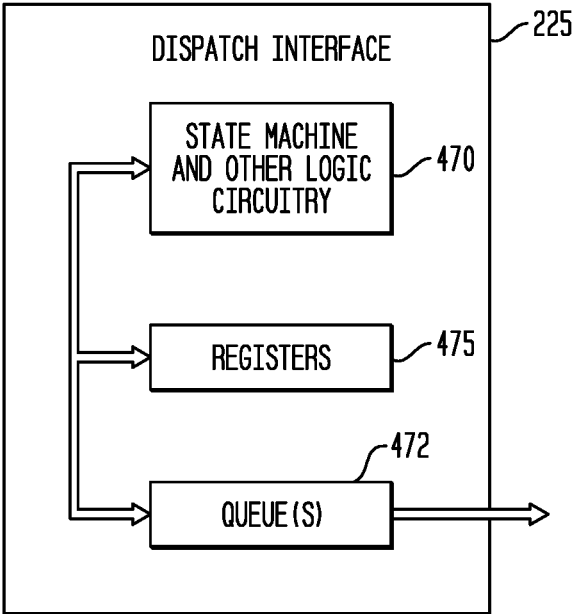 225
DISPATCH INTERFACE
STATE MACHINE
AND OTHER LOGIC
CIRCUITRY
470
REGISTERS
475
472
QUEUE(S)